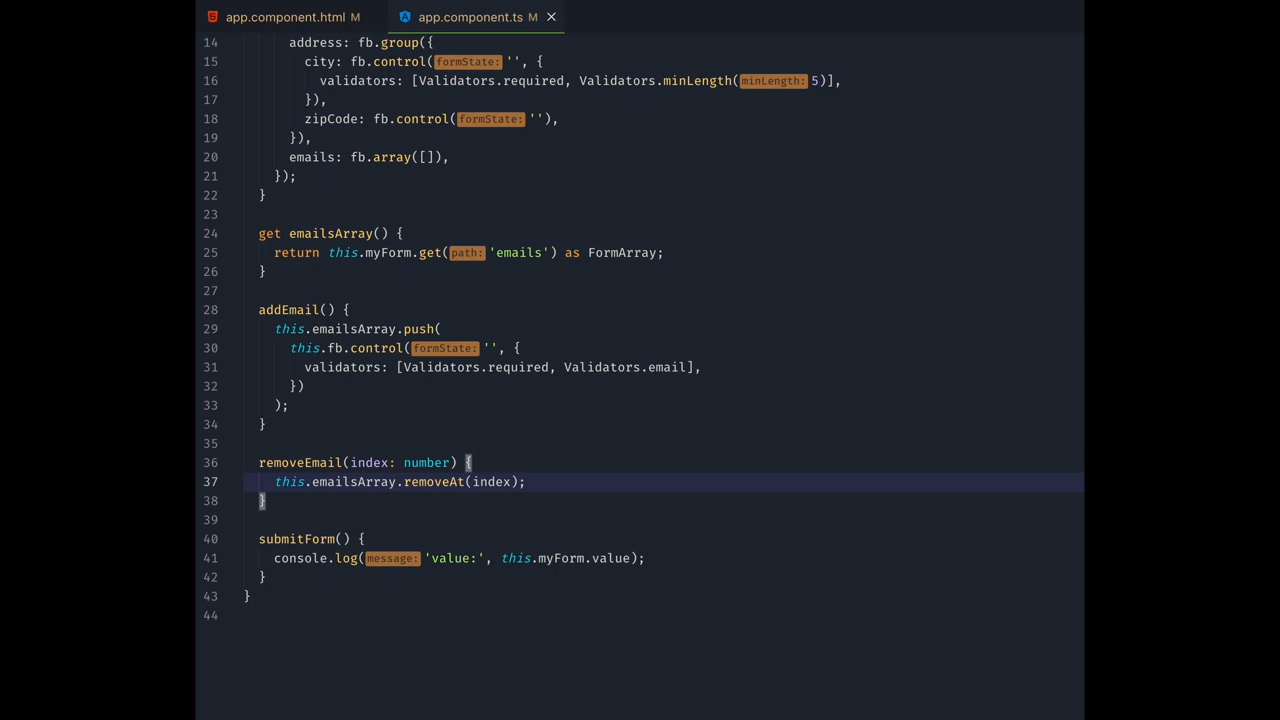 app.component.html M app.component.ts M ×
14 address: fb.group({
15 city: fb.control(formState: '', {
16 validators: [Validators.required, Validators.minLength(minLength: 5)],
17 }),
18 zipCode: fb.control(formState: ''),
19 }),
20 emails: fb.array([]),
21 });
22 }
23
24 get emailsArray() {
25 return this.myForm.get(path: 'emails') as FormArray;
26 }
27
28 addEmail() {
29 this.emailsArray.push(
30 this.fb.control(formState: '', {
31 validators: [Validators.required, Validators.email],
32 })
33 );
34 }
35
36 removeEmail(index: number) {
37 this.emailsArray.removeAt(index);
38 }
39
40 submitForm() {
41 console.log(message: 'value:', this.myForm.value);
42 }
43 }
44